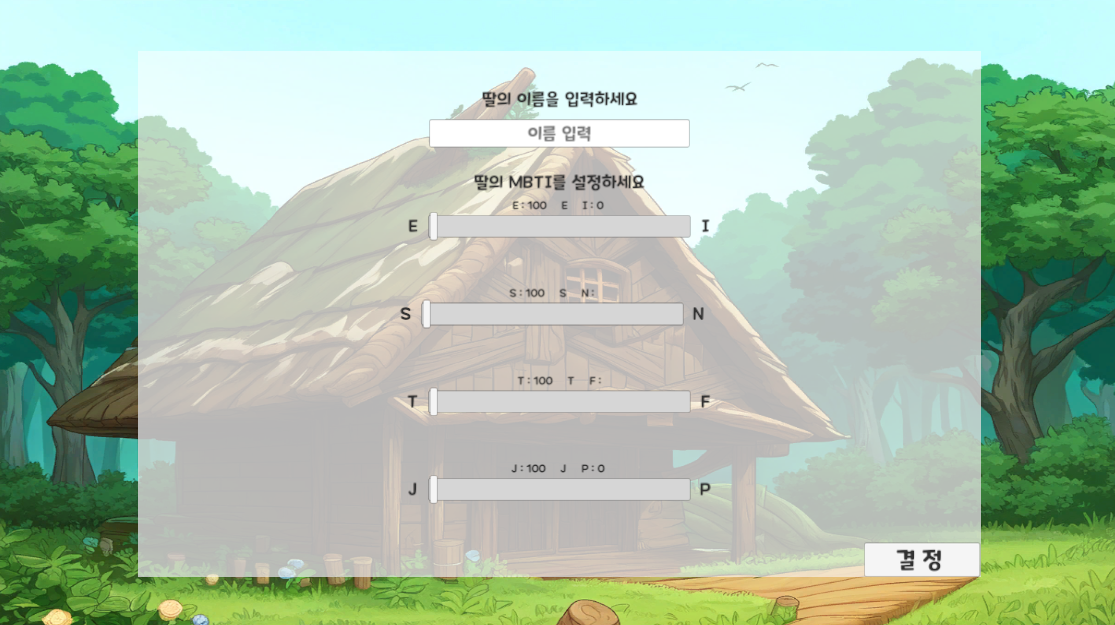 딸의 이름을 입력하세요
이름 입력
딸의 MBTI를 설정하세요
E:100 E I:0
E I
S:100 S N:
S N
T:100 T F:
T F
J:100 J P:0
J P
결정